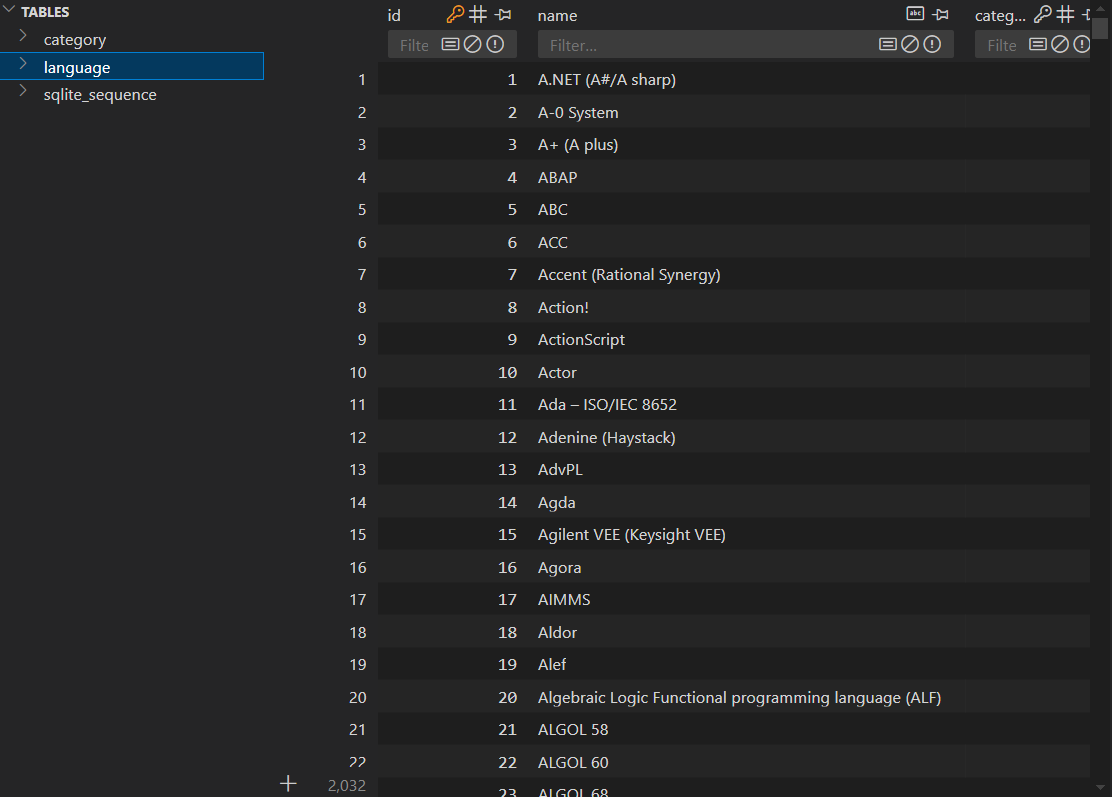 TABLES
category
language
sqlite_sequence
id name categ...
abc
Filte Filter... Filte
1 1 A.NET (A#/A sharp)
2 2 A-0 System
3 3 A+ (A plus)
4 4 ABAP
5 5 ABC
6 6 ACC
7 7 Accent (Rational Synergy)
8 8 Action!
9 9 ActionScript
10 10 Actor
11 11 Ada – ISO/IEC 8652
12 12 Adenine (Haystack)
13 13 AdvPL
14 14 Agda
15 15 Agilent VEE (Keysight VEE)
16 16 Agora
17 17 AIMMS
18 18 Aldor
19 19 Alef
20 20 Algebraic Logic Functional programming language (ALF)
21 21 ALGOL 58
22 22 ALGOL 60
23 ALGOL 68
2,032